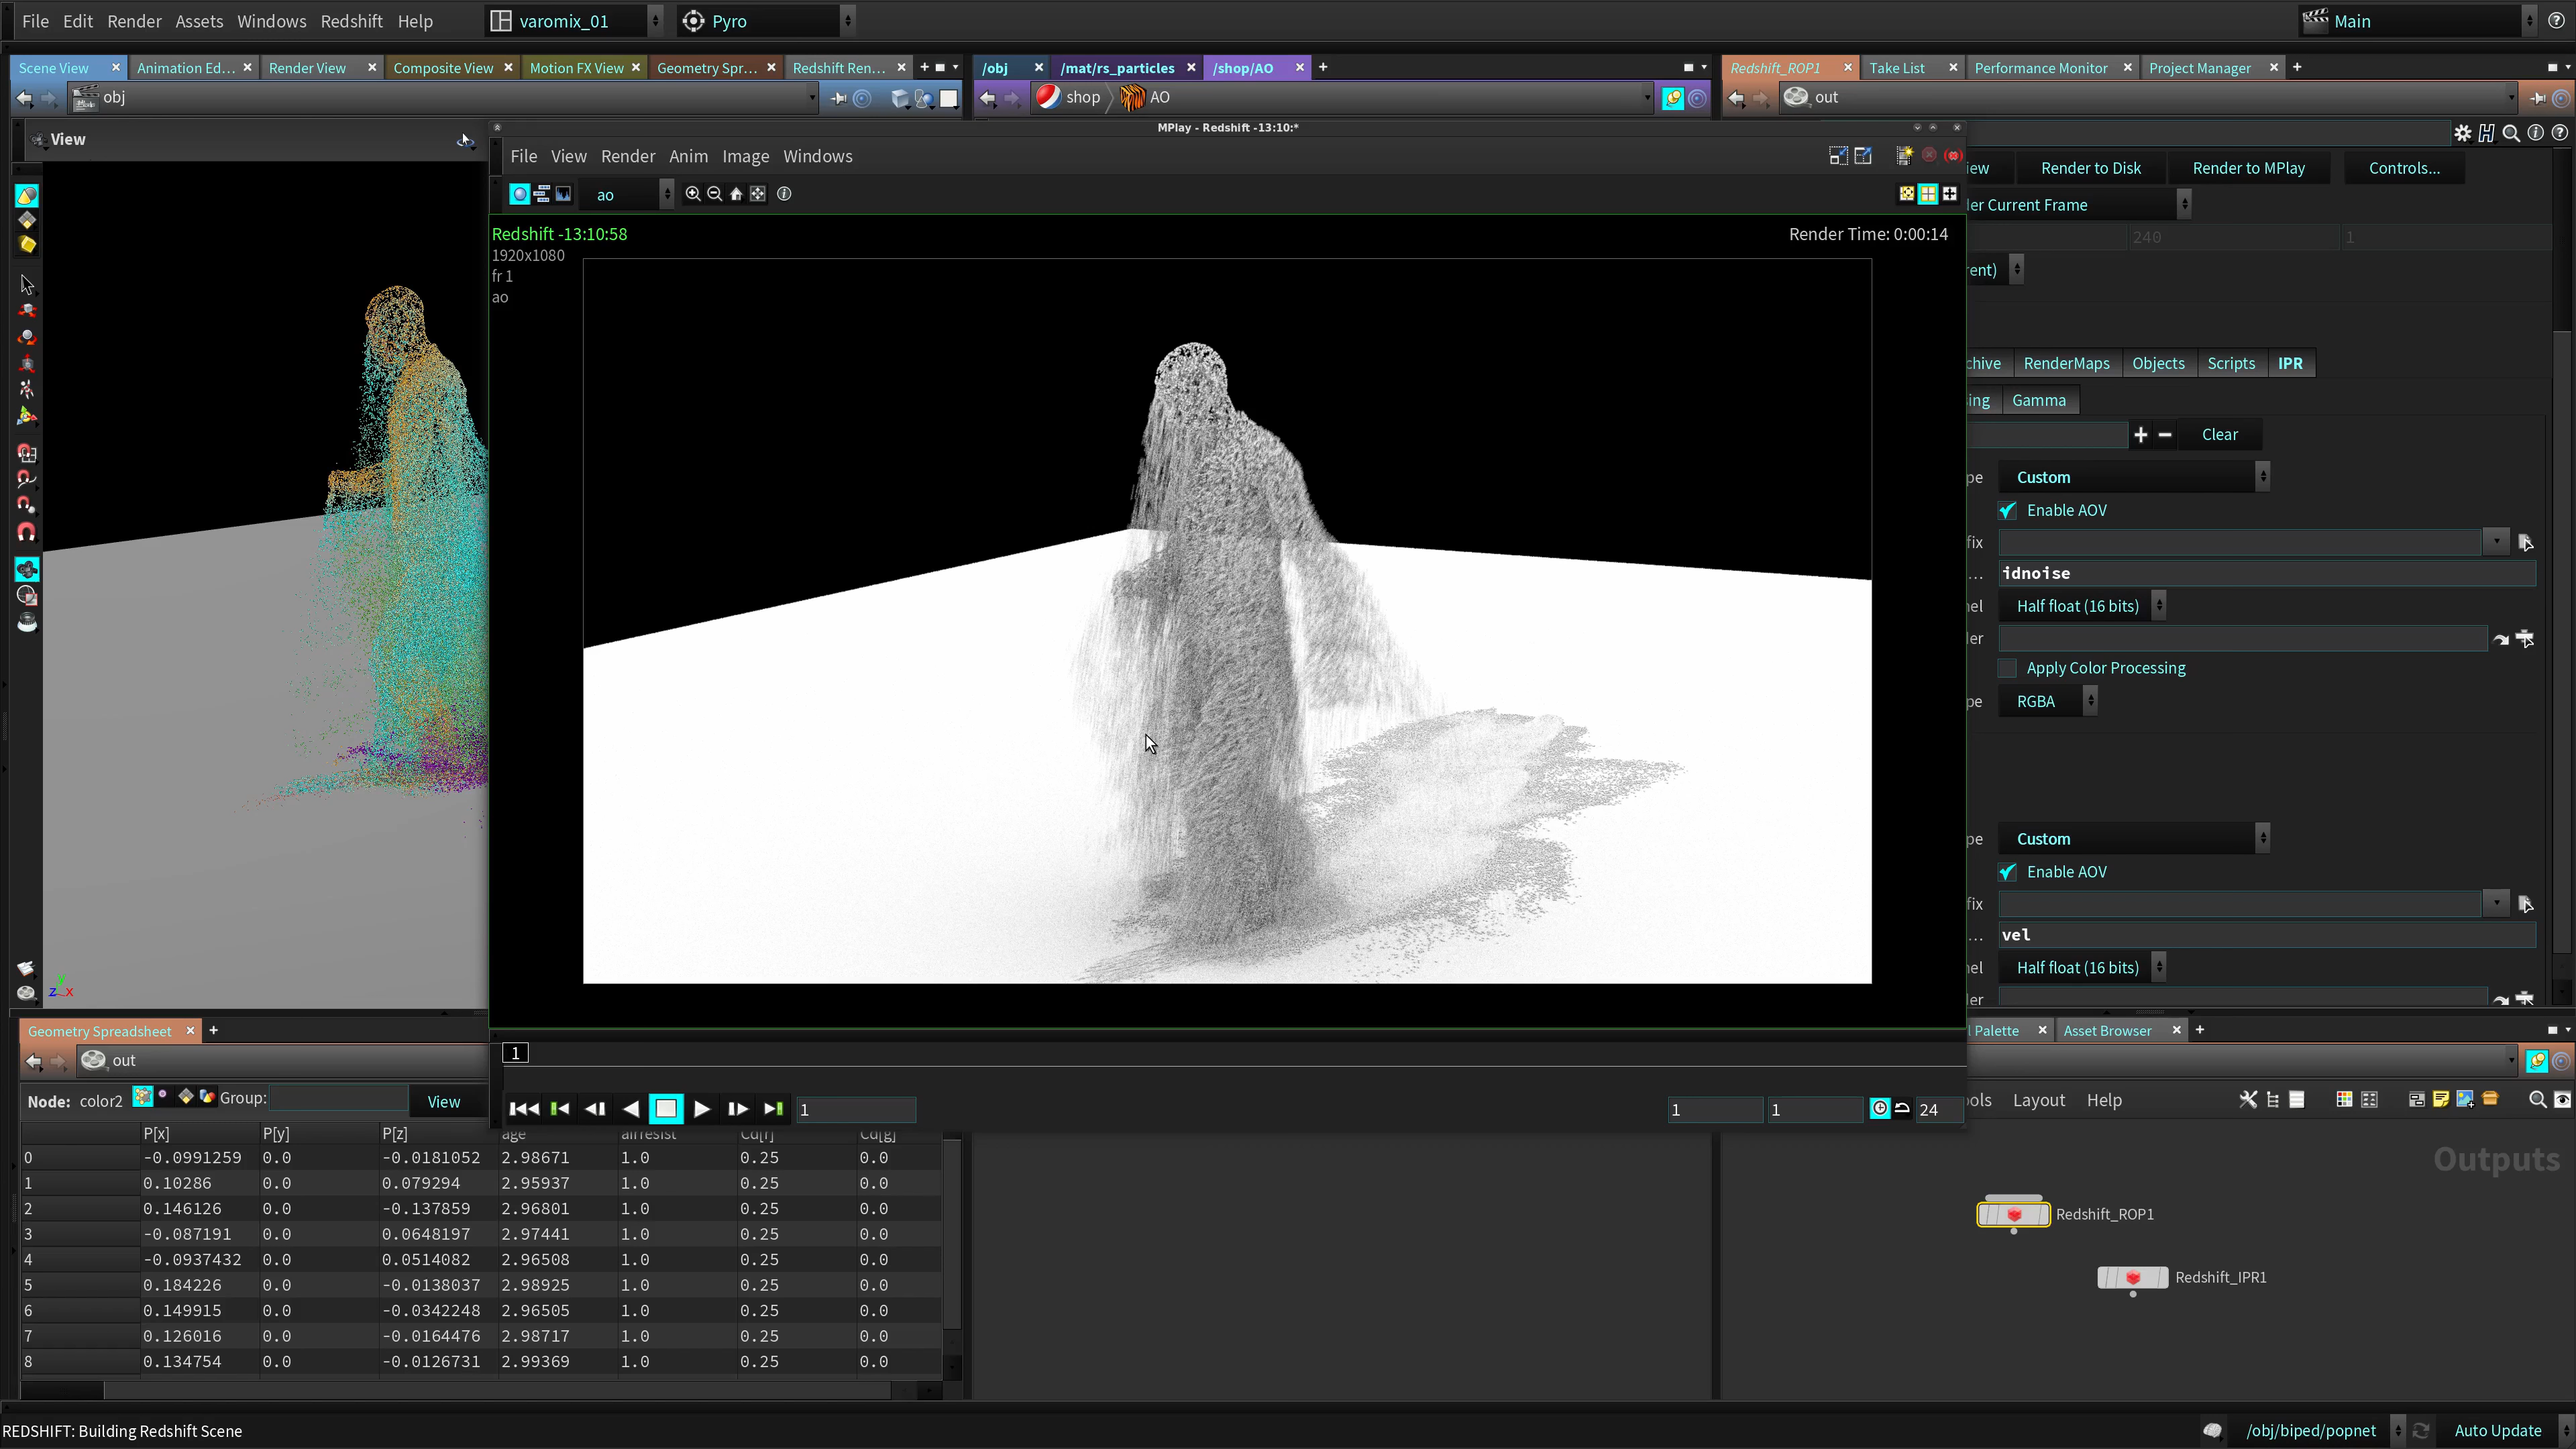 File Edit Render Assets Windows Redshift Help varomix_01 Pyro Main
Scene View Animation Ed... Render View Composite View Motion FX View Geometry Spr... Redshift Ren... /obj /mat/rs_particles /shop/AO Redshift_ROP1 Take List Performance Monitor Project Manager
obj shop AO out
View
MPlay - Redshift -13:10:*
File View Render Anim Image Windows
Render to Disk Render to MPlay Controls...
ao
Current Frame
Redshift -13:10:58 Render Time: 0:00:14
240 1
1920x1080
fr 1
ao
RenderMaps Objects Scripts IPR
Gamma
Clear
Custom
Enable AOV
idnoise
Half float (16 bits)
Apply Color Processing
RGBA
Custom
Enable AOV
vel
Half float (16 bits)
z x y
Geometry Spreadsheet Palette Asset Browser
out
1
Node: color2 Group: View
1 1 1 24
Layout Help
P[x] P[y] P[z] age airresist Cd[r] Cd[g]
0 -0.0991259 0.0 -0.0181052 2.98671 1.0 0.25 0.0
1 0.10286 0.0 0.079294 2.95937 1.0 0.25 0.0
2 0.146126 0.0 -0.137859 2.96801 1.0 0.25 0.0
3 -0.087191 0.0 0.0648197 2.97441 1.0 0.25 0.0
4 -0.0937432 0.0 0.0514082 2.96508 1.0 0.25 0.0
5 0.184226 0.0 -0.0138037 2.98925 1.0 0.25 0.0
6 0.149915 0.0 -0.0342248 2.96505 1.0 0.25 0.0
7 0.126016 0.0 -0.0164476 2.98717 1.0 0.25 0.0
8 0.134754 0.0 -0.0126731 2.99369 1.0 0.25 0.0
Outputs
Redshift_ROP1
Redshift_IPR1
REDSHIFT: Building Redshift Scene /obj/biped/popnet Auto Update